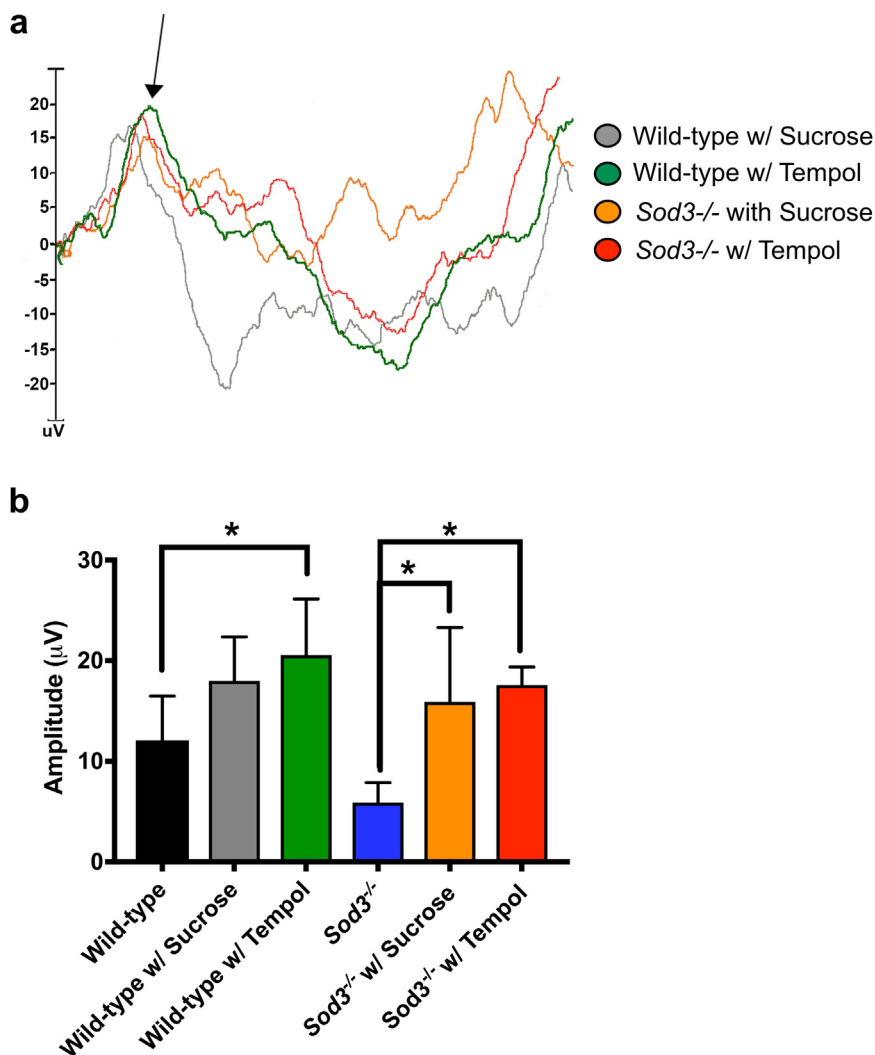 a
20
15
10
5
0
-5
-10
-15
-20
uV
Wild-type w/ Sucrose
Wild-type w/ Tempol
Sod3-/- with Sucrose
Sod3-/- w/ Tempol
b
*
*
*
30
20
10
0
Amplitude (μV)
Wild-type
Wild-type w/ Sucrose
Wild-type w/ Tempol
Sod3-/-
Sod3-/- w/ Sucrose
Sod3-/- w/ Tempol